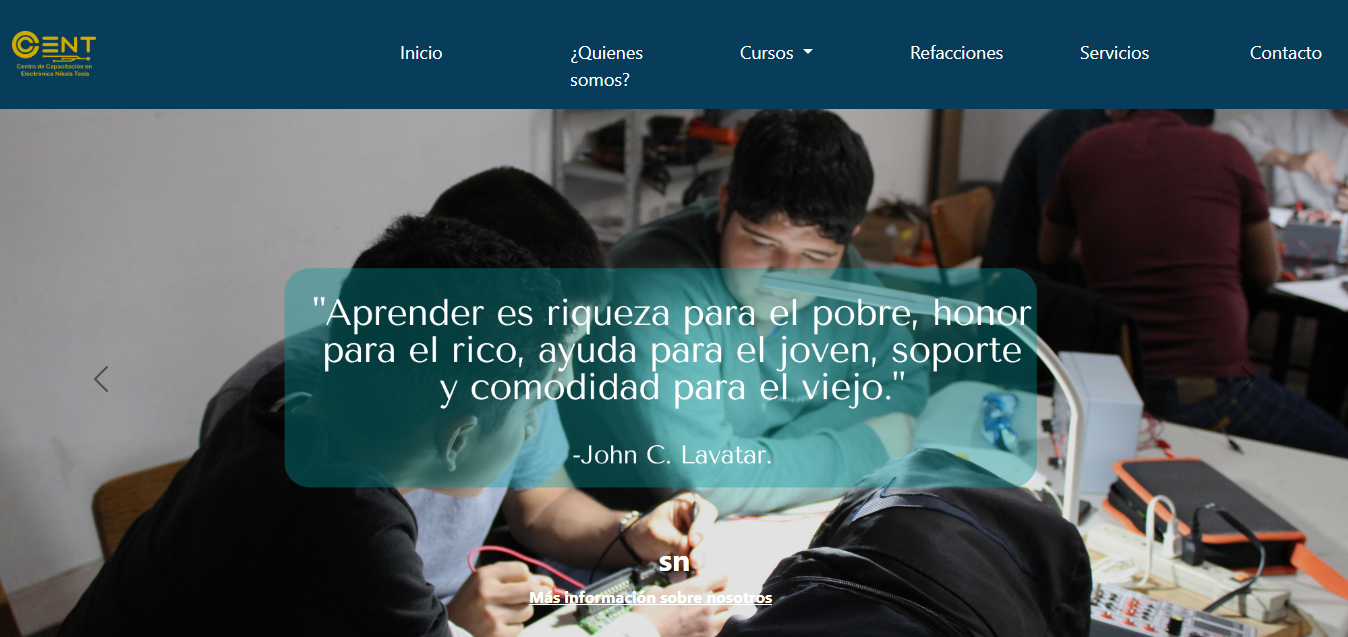 CENT
Centro de Capacitación en
Electrónica Nikola Tesla
Inicio
¿Quienes
somos?
Cursos
Refacciones
Servicios
Contacto
"Aprender es riqueza para el pobre, honor
para el rico, ayuda para el joven, soporte
y comodidad para el viejo."
-John C. Lavatar.
sn
Más información sobre nosotros